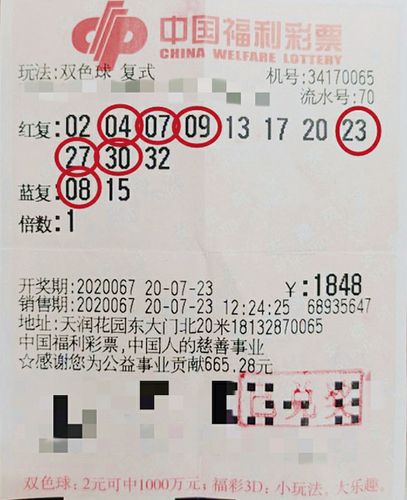 中国福利彩票
CHINA WELFARE LOTTERY
玩法:双色球 复式 机号:34170065
流水号:70
红复:02 04 07 09 13 17 20 23
27 30 32
蓝复:08 15
倍数:1
开奖期:2020067 20-07-23 ￥:1848
销售期:2020067 20-07-23 12:24:25 68935647
地址:天润花园东大门北20米18132870065
中国福利彩票,中国人的慈善事业
☆感谢您为公益事业贡献665.28元
已兑奖
双色球:2元可中1000万元;福彩3D:小玩法、大乐趣。